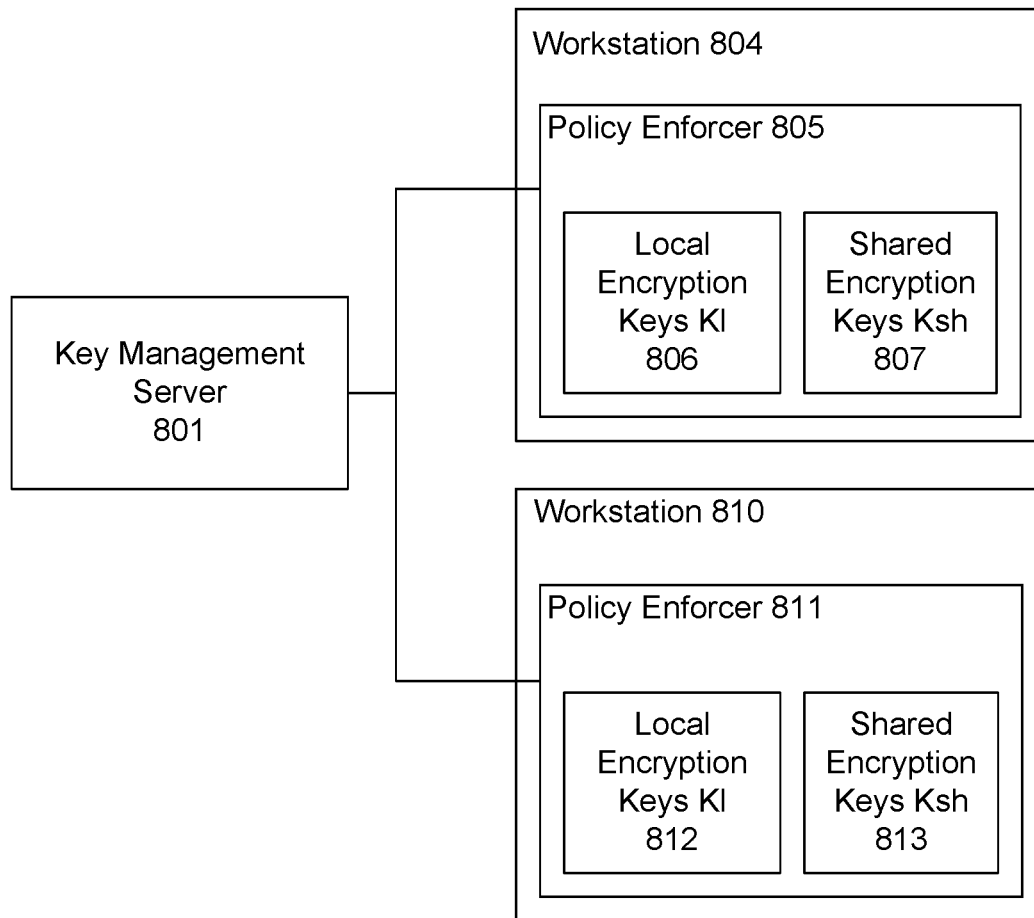 Workstation 804
Policy Enforcer 805
Local
Encryption
Keys Kl
806
Shared
Encryption
Keys Ksh
807
Key Management
Server
801
Workstation 810
Policy Enforcer 811
Local
Encryption
Keys Kl
812
Shared
Encryption
Keys Ksh
813